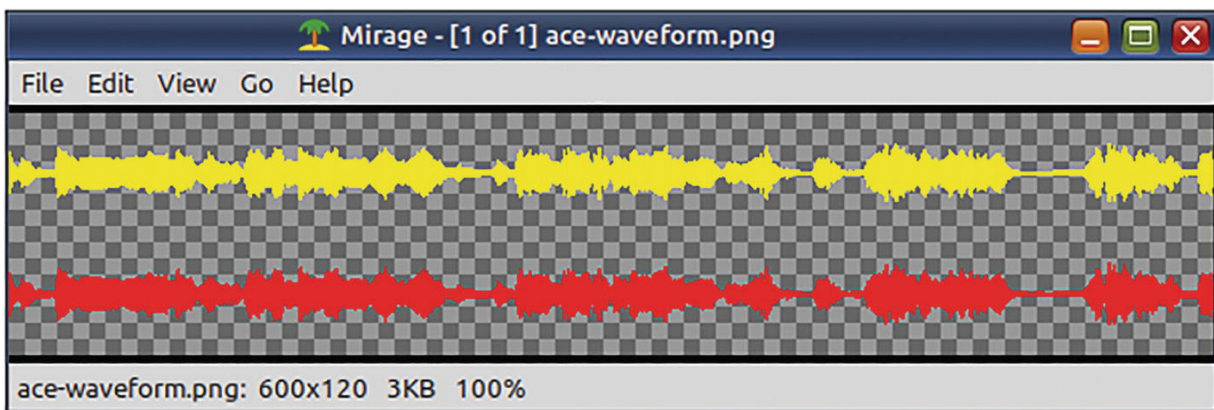 Mirage - [1 of 1] ace-waveform.png
File Edit View Go Help
ace-waveform.png: 600x120 3KB 100%